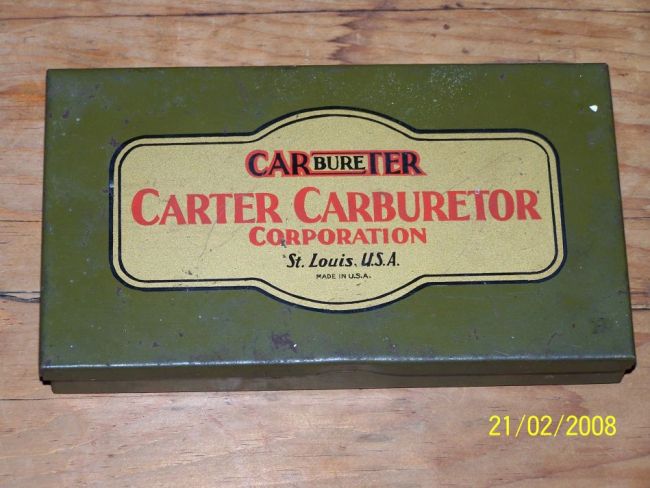 CARBURETER
CARTER CARBURETOR
CORPORATION
St. Louis, U.S.A.
MADE IN U.S.A.
21/02/2008